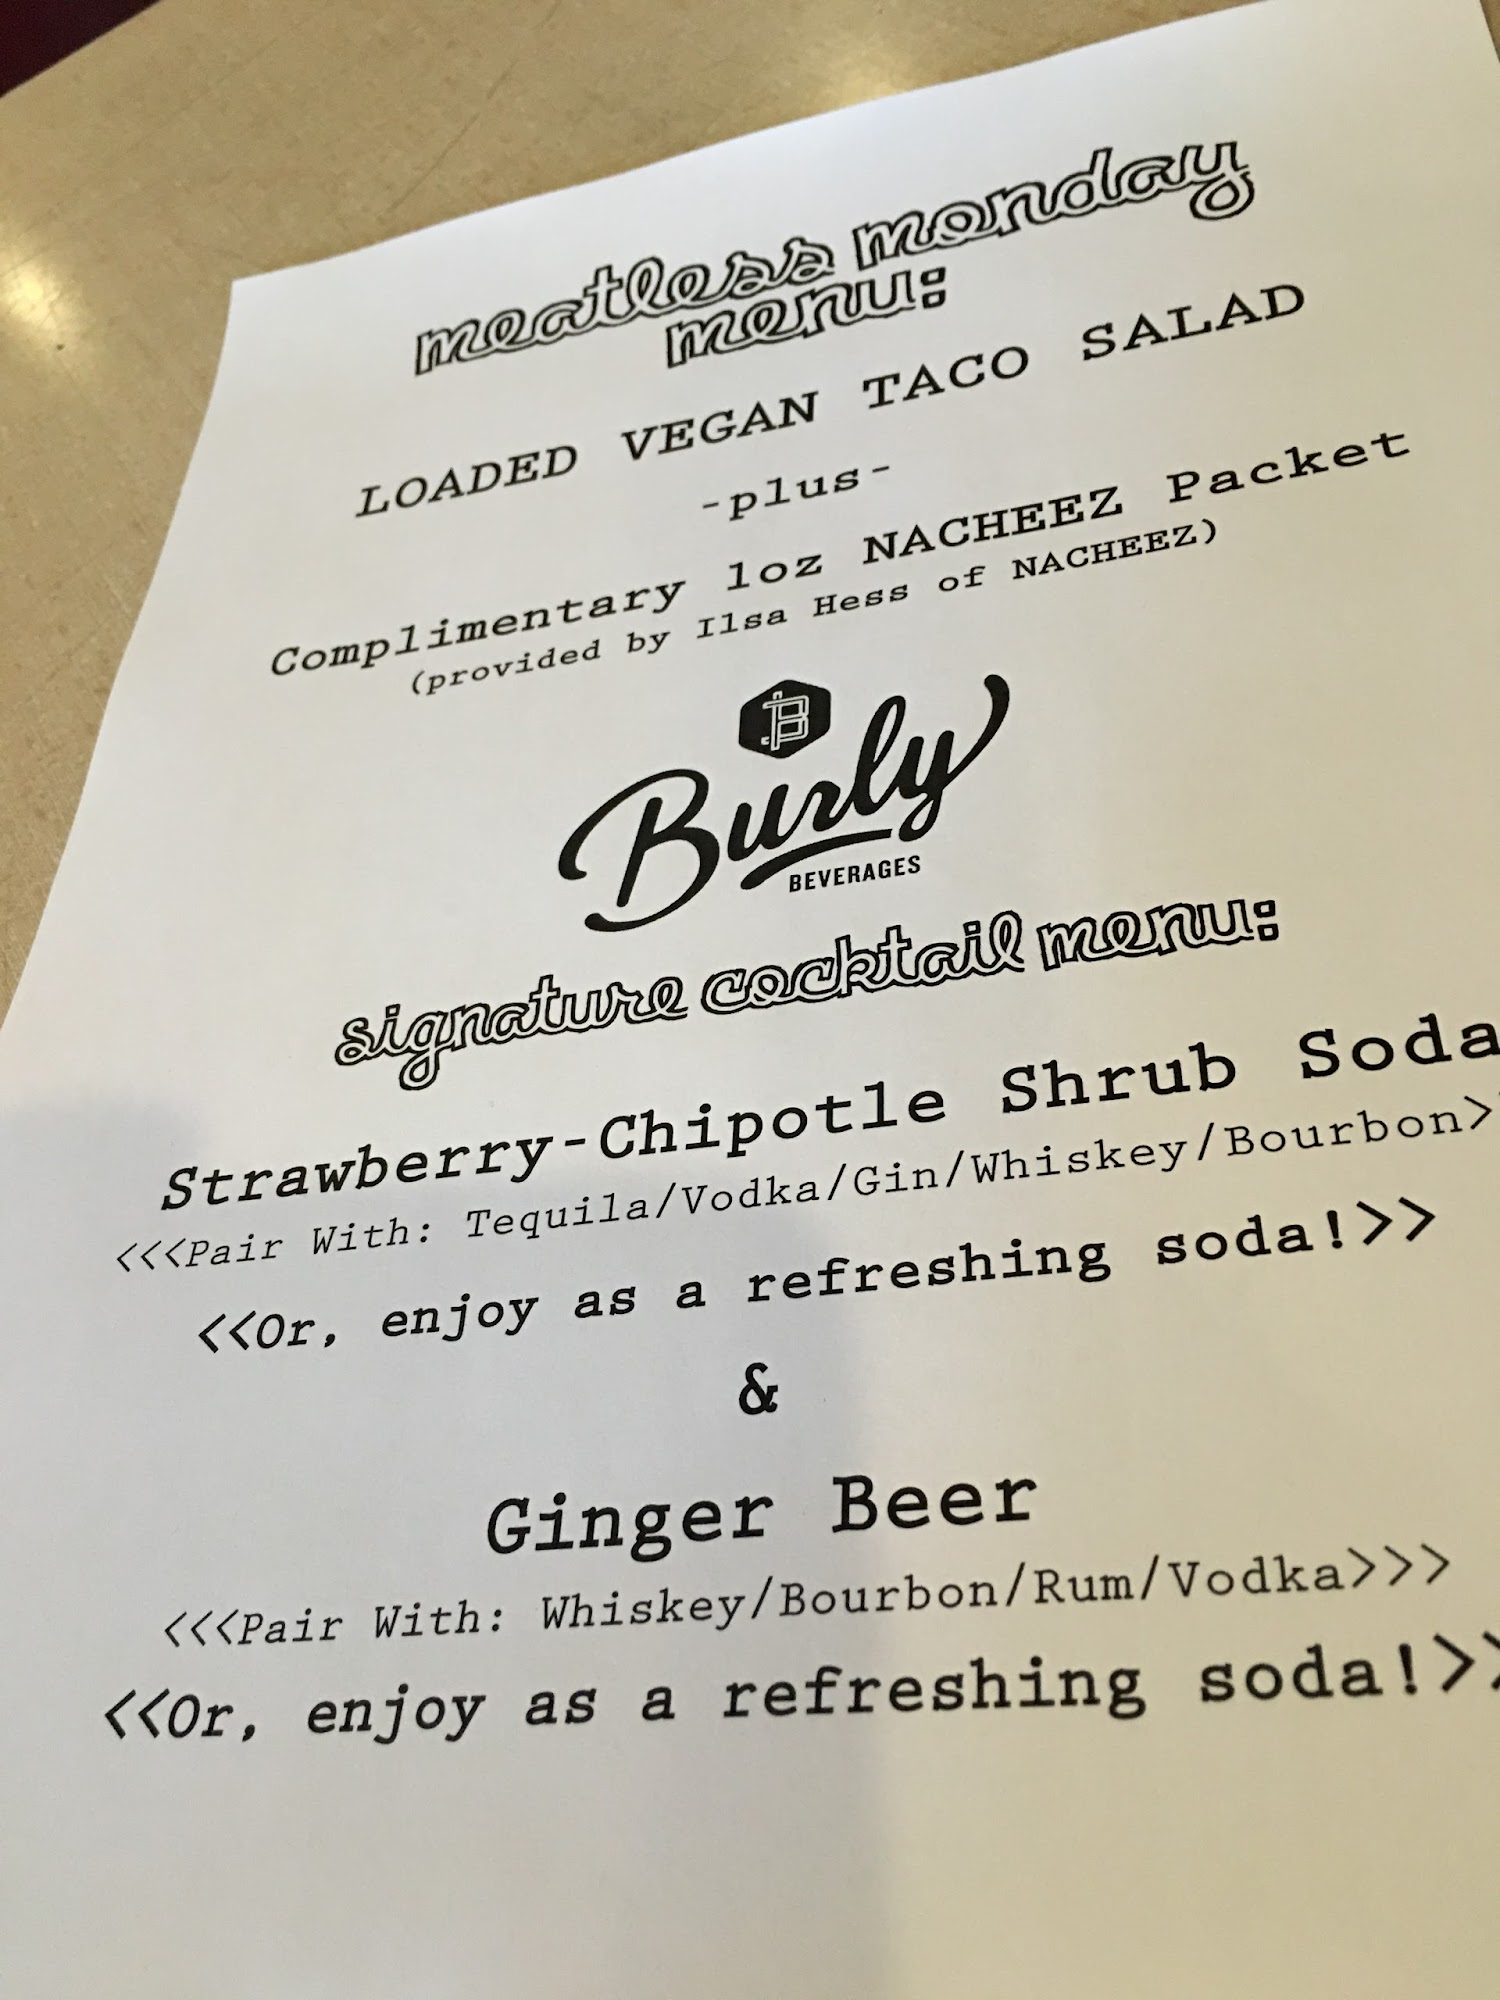 meatless monday
menu:
LOADED VEGAN TACO SALAD
-plus-
Complimentary 1oz NACHEEZ Packet
(provided by Ilsa Hess of NACHEEZ)
B
Burly
BEVERAGES
signature cocktail menu:
Strawberry-Chipotle Shrub Soda
<<<Pair With: Tequila/Vodka/Gin/Whiskey/Bourbon>
<<Or, enjoy as a refreshing soda!>>
&
Ginger Beer
<<<Pair With: Whiskey/Bourbon/Rum/Vodka>>>
<<Or, enjoy as a refreshing soda!>>